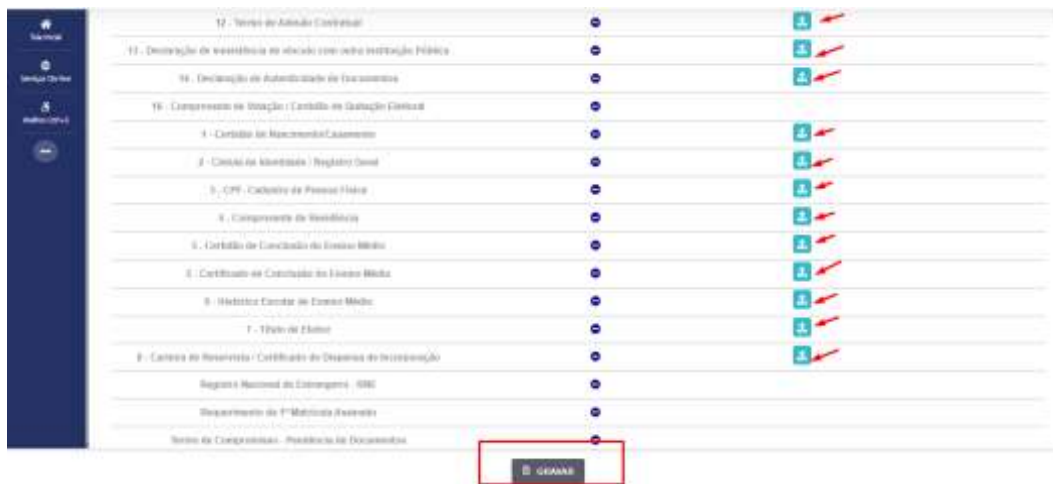 Tela Inicial
Serviços On-line
12 - Termo de Adesão Contratual
13 - Declaração de Inexistência de vínculo com outra Instituição Pública
14 - Declaração de Autenticidade de Documentos
16 - Comprovante de Votação / Certidão de Quitação Eleitoral
1 - Certidão de Nascimento/Casamento
2 - Cédula de Identidade / Registro Geral
3 - CPF - Cadastro de Pessoa Física
4 - Comprovante de Residência
5 - Certidão de Conclusão do Ensino Médio
5 - Certificado de Conclusão do Ensino Médio
6 - Histórico Escolar do Ensino Médio
7 - Título de Eleitor
8 - Carteira de Reservista / Certificado de Dispensa de Incorporação
Registro Nacional de Estrangeiro - RNE
Requerimento de 1ª Matrícula Assinado
Termo de Compromisso - Pendência de Documentos
GRAVAR